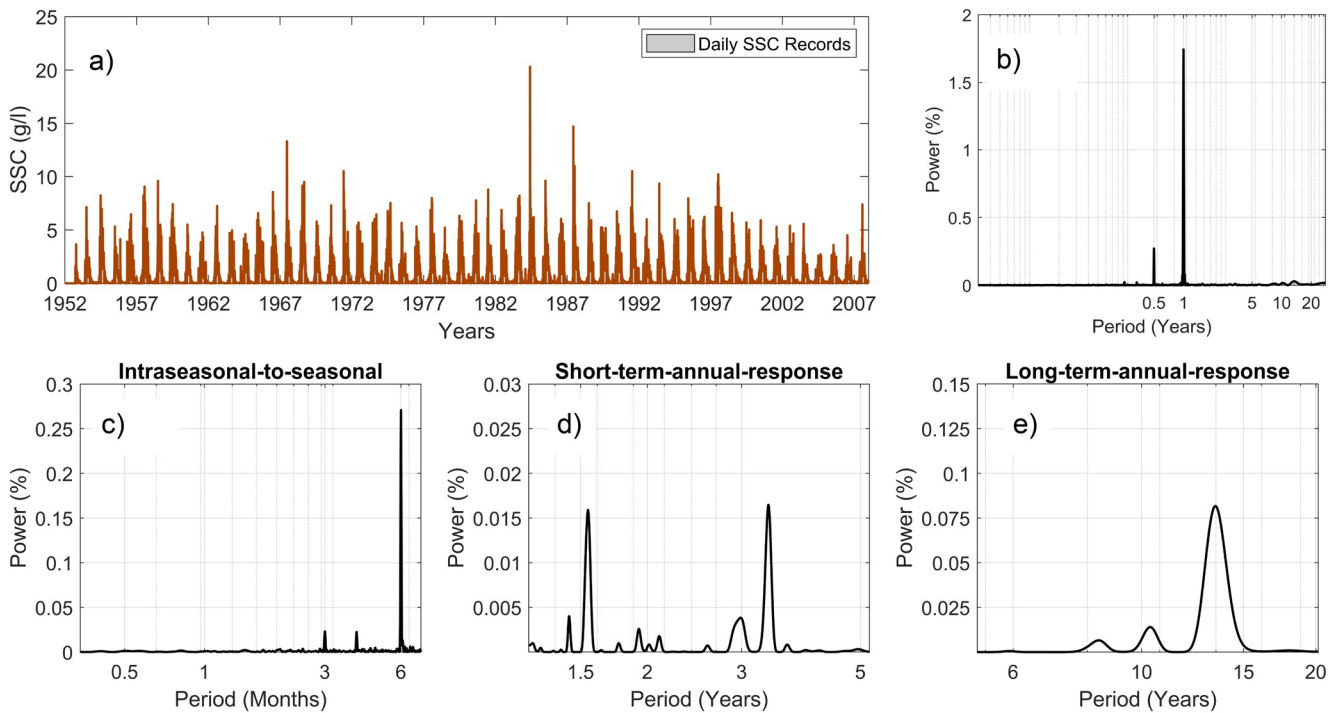 a)
Daily SSC Records
SSC (g/l)
25
20
15
10
5
0
1952 1957 1962 1967 1972 1977 1982 1987 1992 1997 2002 2007
Years
b)
Power (%)
2
1.5
1
0.5
0
0.5 1 5 10 20
Period (Years)
Intraseasonal-to-seasonal
c)
Power (%)
0.3
0.25
0.2
0.15
0.1
0.05
0
0.5 1 3 6
Period (Months)
Short-term-annual-response
d)
Power (%)
0.03
0.025
0.02
0.015
0.01
0.005
1.5 2 3 5
Period (Years)
Long-term-annual-response
e)
Power (%)
0.15
0.125
0.1
0.075
0.05
0.025
6 10 15 20
Period (Years)